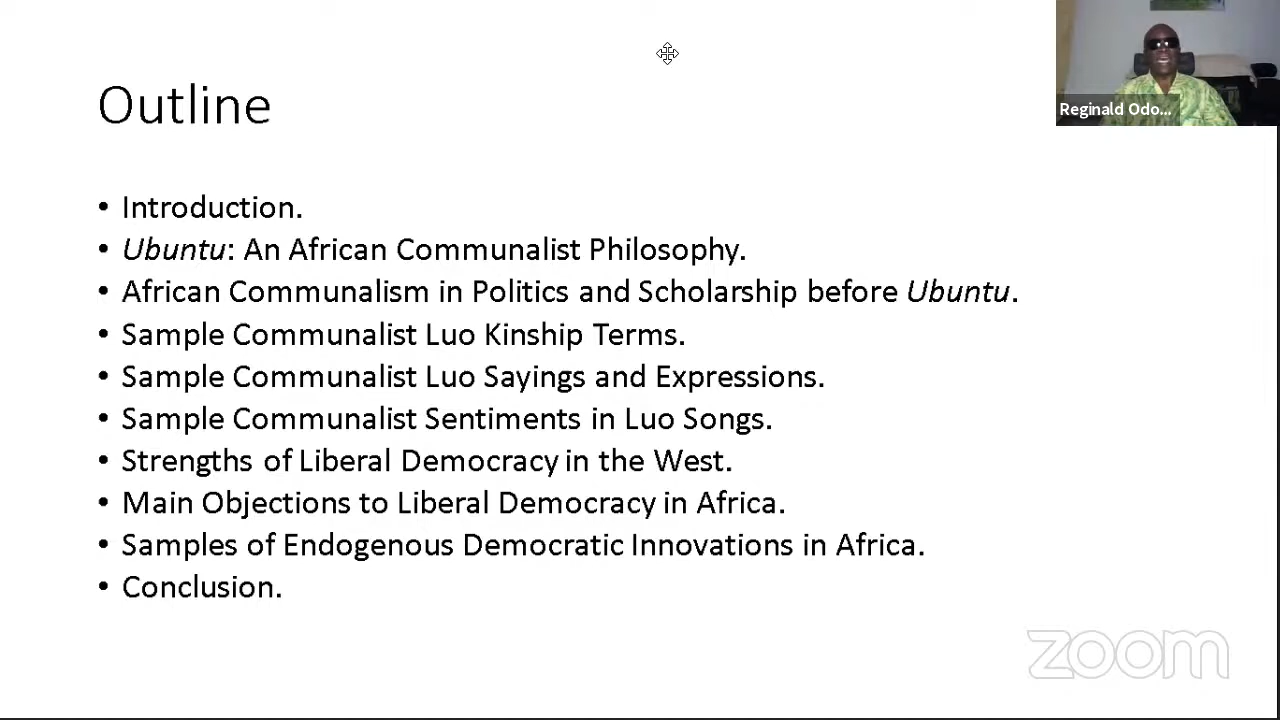 Outline
Reginald Odo...
• Introduction.
• Ubuntu: An African Communalist Philosophy.
• African Communalism in Politics and Scholarship before Ubuntu.
• Sample Communalist Luo Kinship Terms.
• Sample Communalist Luo Sayings and Expressions.
• Sample Communalist Sentiments in Luo Songs.
• Strengths of Liberal Democracy in the West.
• Main Objections to Liberal Democracy in Africa.
• Samples of Endogenous Democratic Innovations in Africa.
• Conclusion.
zoom